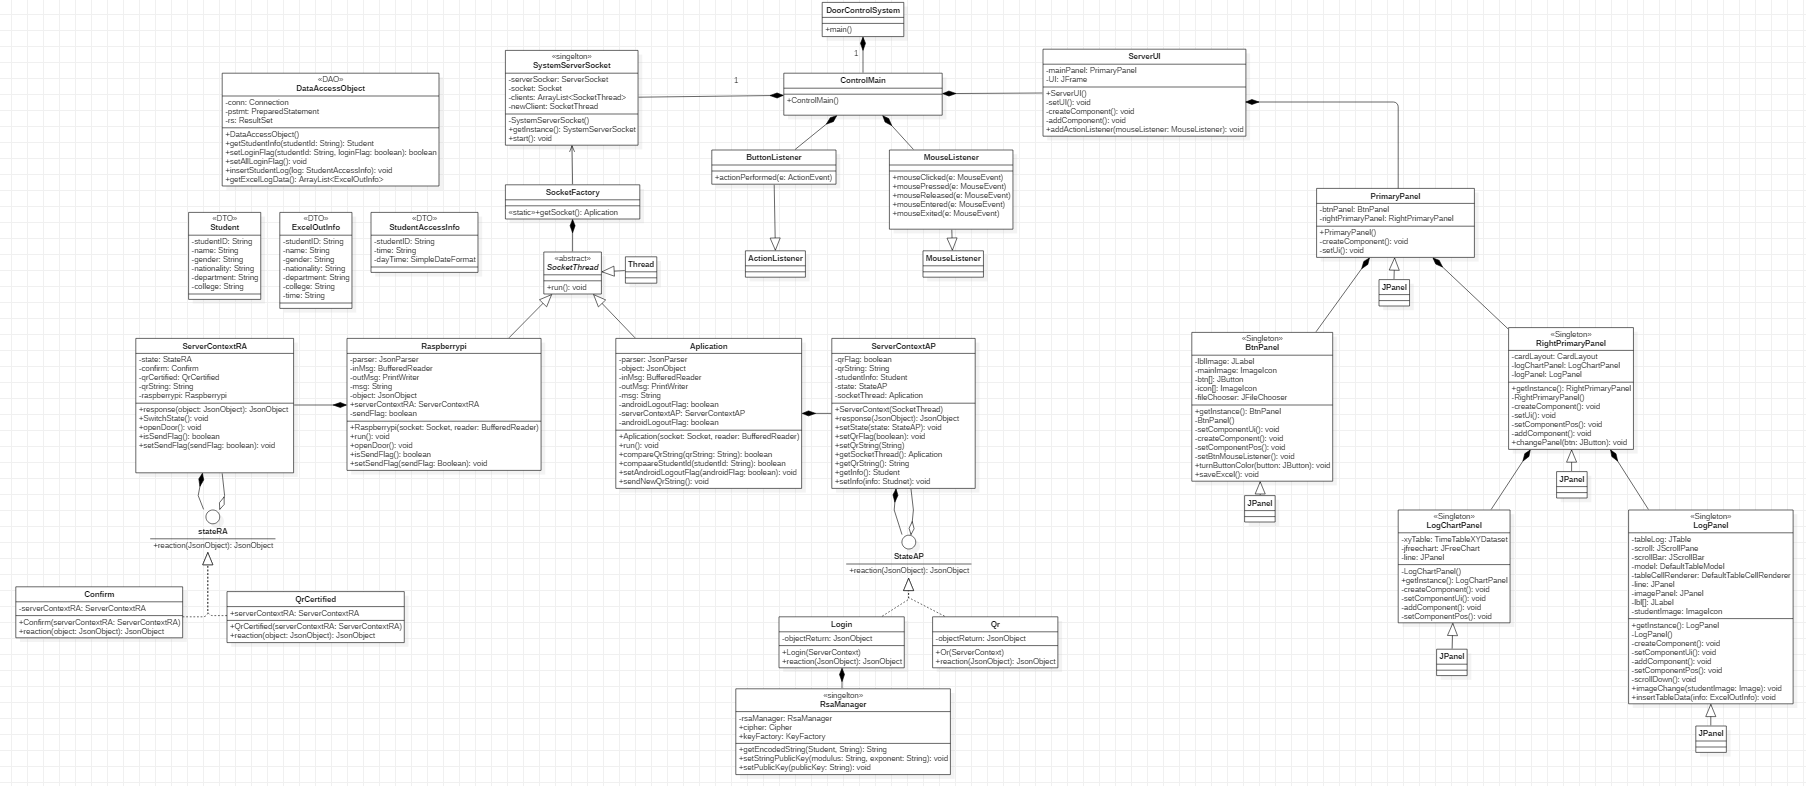 DoorControlSystem
+main()
1
1
«singelton»
SystemServerSocket
-serverSocker: ServerSocket
-socket: Socket
-clients: ArrayList<SocketThread>
-newClient: SocketThread
-SystemServerSocket()
+getInstance(): SystemServerSocket
+start(): void
ControlMain
+ControlMain()
ServerUI
-mainPanel: PrimaryPanel
-UI: JFrame
+ServerUI()
-setUI(): void
-createComponent(): void
-addComponent(): void
+addActionListener(mouseListener: MouseListener): void
«DAO»
DataAccessObject
-conn: Connection
-pstmt: PreparedStatement
-rs: ResultSet
+DataAccessObject()
+getStudentInfo(studentId: String): Student
+setLoginFlag(studentId: String, loginFlag: boolean): boolean
+setAllLoginFlag(): void
+insertStudentLog(log: StudentAccessInfo): void
+getExcelLogData(): ArrayList<ExcelOutInfo>
ButtonListener
+actionPerformed(e: ActionEvent)
MouseListener
+mouseClicked(e: MouseEvent)
+mousePressed(e: MouseEvent)
+mouseReleased(e: MouseEvent)
+mouseEntered(e: MouseEvent)
+mouseExited(e: MouseEvent)
SocketFactory
«static»+getSocket(): Aplication
PrimaryPanel
-btnPanel: BtnPanel
-rightPrimaryPanel: RightPrimaryPanel
+PrimaryPanel()
-createComponent(): void
-setUi(): void
«DTO»
Student
-studentID: String
-name: String
-gender: String
-nationality: String
-department: String
-college: String
«DTO»
ExcelOutInfo
-studentID: String
-name: String
-gender: String
-nationality: String
-department: String
-college: String
-time: String
«DTO»
StudentAccessInfo
-studentID: String
-time: String
-dayTime: SimpleDateFormat
«abstract»
SocketThread
+run(): void
Thread
ActionListener
MouseListener
JPanel
ServerContextRA
-state: StateRA
-confirm: Confirm
-qrCertified: QrCertified
-qrString: String
-raspberrypi: Raspberrypi
+response(object: JsonObject): JsonObject
+SwitchState(): void
+openDoor(): void
+isSendFlag(): boolean
+setSendFlag(sendFlag: boolean): void
Raspberrypi
-parser: JsonParser
-inMsg: BufferedReader
-outMsg: PrintWriter
-msg: String
-object: JsonObject
+serverContextRA: ServerContextRA
-sendFlag: boolean
+Raspberrypi(socket: Socket, reader: BufferedReader)
+run(): void
+openDoor(): void
+isSendFlag(): boolean
+setSendFlag(sendFlag: Boolean): void
Aplication
-parser: JsonParser
-object: JsonObject
-inMsg: BufferedReader
-outMsg: PrintWriter
-msg: String
-androidLogoutFlag: boolean
-serverContextAP: ServerContextAP
-androidLogoutFlag: boolean
+Aplication(socket: Socket, reader: BufferedReader)
+run(): void
+compareQrString(qrString: String): boolean
+compareStudentId(studentId: String): boolean
+setAndroidLogoutFlag(androidFlag: boolean): void
+sendNewQrString(): void
ServerContextAP
-qrFlag: boolean
-qrString: String
-studentInfo: Student
-state: StateAP
-socketThread: Aplication
+ServerContext(SocketThread)
+response(JsonObject): JsonObject
+setState(state: StateAP): void
+setQrFlag(boolean): void
+setQrString(String)
+getSocketThread(): Aplication
+getQrString(): String
+getInfo(): Student
+setInfo(info: Studnet): void
«Singleton»
BtnPanel
-lblImage: JLabel
-mainImage: ImageIcon
-btn[]: JButton
-icon[]: ImageIcon
-fileChooser: JFileChooser
+getInstance(): BtnPanel
-BtnPanel()
-setComponentUi(): void
-createComponent(): void
-setComponentPos(): void
-setBtnMouseListener(): void
+turnButtonColor(button: JButton): void
+saveExcel(): void
«Singleton»
RightPrimaryPanel
-cardLayout: CardLayout
-logChartPanel: LogChartPanel
-logPanel: LogPanel
+getInstance(): RightPrimaryPanel
-RightPrimaryPanel()
-createComponent(): void
-setUi(): void
-setComponentPos(): void
-addComponent(): void
+changePanel(btn: JButton): void
JPanel
JPanel
stateRA
+reaction(JsonObject): JsonObject
StateAP
+reaction(JsonObject): JsonObject
«Singleton»
LogChartPanel
-xyTable: TimeTableXYDataset
-jfreechart: JFreeChart
-line: JPanel
-LogChartPanel()
+getInstance(): LogChartPanel
-createComponent(): void
-setComponentUi(): void
-addComponent(): void
-setComponentPos(): void
«Singleton»
LogPanel
-tableLog: JTable
-scroll: JScrollPane
-scrollBar: JScrollBar
-model: DefaultTableModel
-tableCellRenderer: DefaultTableCellRenderer
-line: JPanel
-imagePanel: JPanel
-lbl[]: JLabel
-studentImage: ImageIcon
+getInstance(): LogPanel
-LogPanel()
-createComponent(): void
-setComponentUi(): void
-addComponent(): void
-setComponentPos(): void
-scrollDown(): void
+imageChange(studentImage: Image): void
+insertTableData(info: ExcelOutInfo): void
Confirm
-serverContextRA: ServerContextRA
+Confirm(serverContextRA: ServerContextRA)
+reaction(object: JsonObject): JsonObject
QrCertified
+serverContextRA: ServerContextRA
+QrCertified(serverContextRA: ServerContextRA)
+reaction(object: JsonObject): JsonObject
Login
-objectReturn: JsonObject
+Login(ServerContext)
+reaction(JsonObject): JsonObject
Qr
-objectReturn: JsonObject
+Or(ServerContext)
+reaction(JsonObject): JsonObject
JPanel
«singelton»
RsaManager
-rsaManager: RsaManager
+cipher: Cipher
+keyFactory: KeyFactory
+getEncodedString(Student, String): String
+setStringPublicKey(modulus: String, exponent: String): void
+setPublicKey(publicKey: String): void
JPanel